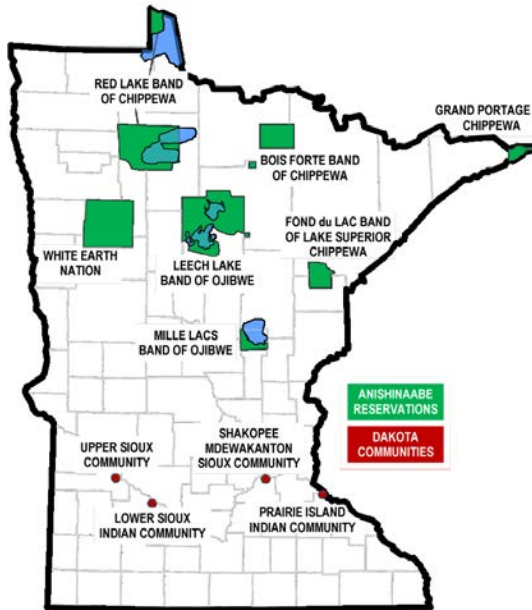 RED LAKE BAND
OF CHIPPEWA
GRAND PORTAGE
CHIPPEWA
BOIS FORTE BAND
OF CHIPPEWA
FOND du LAC BAND
OF LAKE SUPERIOR
CHIPPEWA
WHITE EARTH
NATION
LEECH LAKE
BAND OF OJIBWE
MILLE LACS
BAND OF OJIBWE
ANISHINAABE
RESERVATIONS
DAKOTA
COMMUNITIES
UPPER SIOUX
COMMUNITY
SHAKOPEE
MDEWAKANTON
SIOUX COMMUNITY
LOWER SIOUX
INDIAN COMMUNITY
PRAIRIE ISLAND
INDIAN COMMUNITY